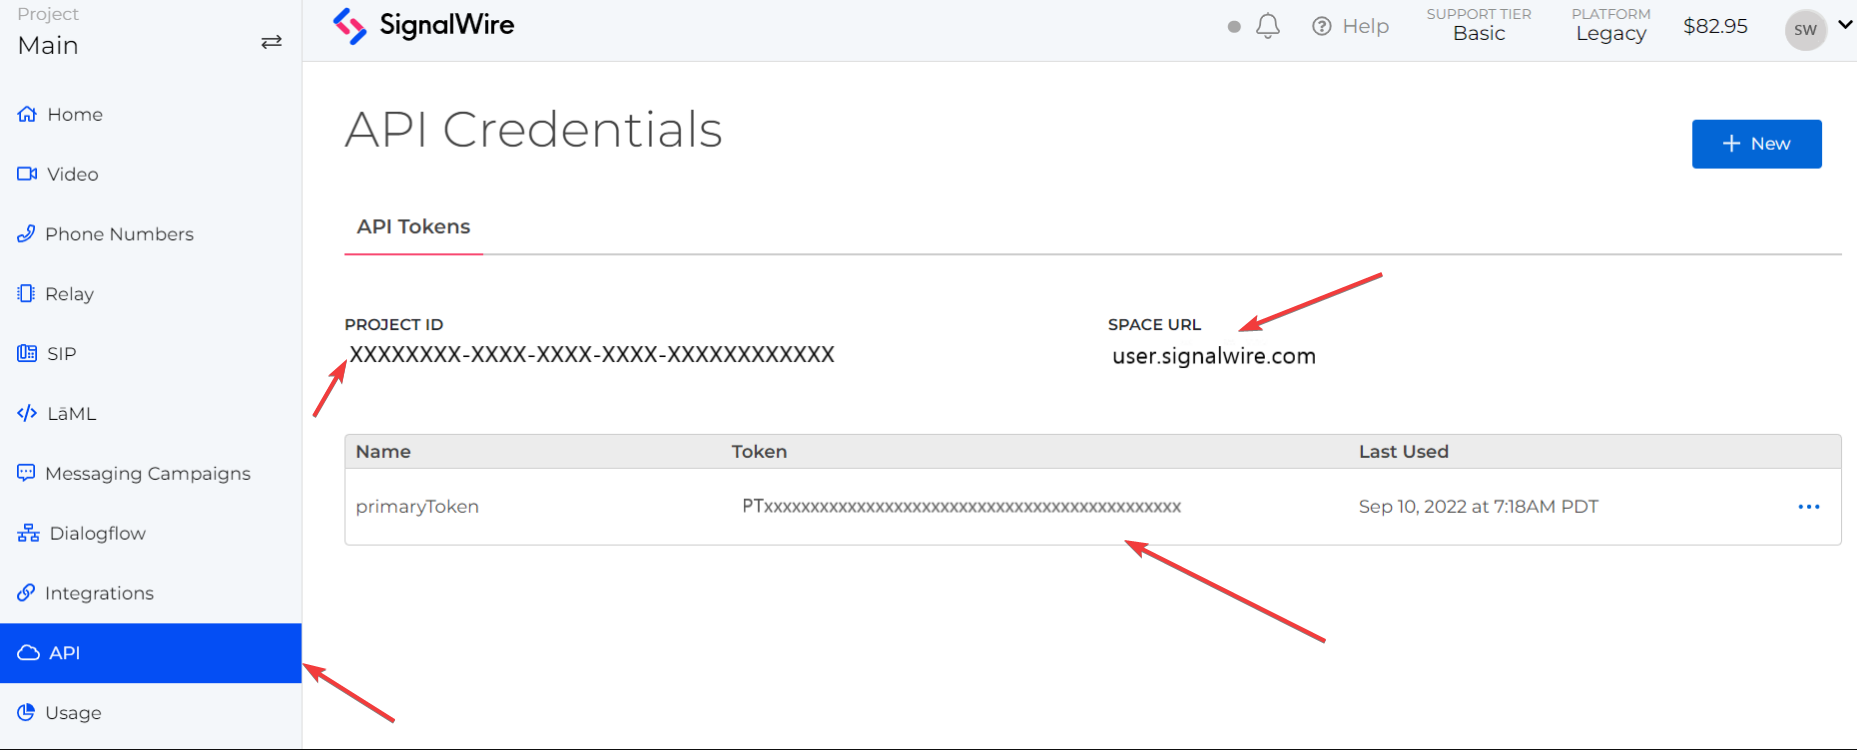 Project
Main
SignalWire
Help
SUPPORT TIER
Basic
PLATFORM
Legacy
$82.95
SW
Home
Video
Phone Numbers
Relay
SIP
LāML
Messaging Campaigns
Dialogflow
Integrations
API
Usage
API Credentials
+ New
API Tokens
PROJECT ID
XXXXXXXX-XXXX-XXXX-XXXX-XXXXXXXXXXXX
SPACE URL
user.signalwire.com
Name Token Last Used
primaryToken PTxxxxxxxxxxxxxxxxxxxxxxxxxxxxxxxxxxxxxxxxxxxxxx Sep 10, 2022 at 7:18AM PDT